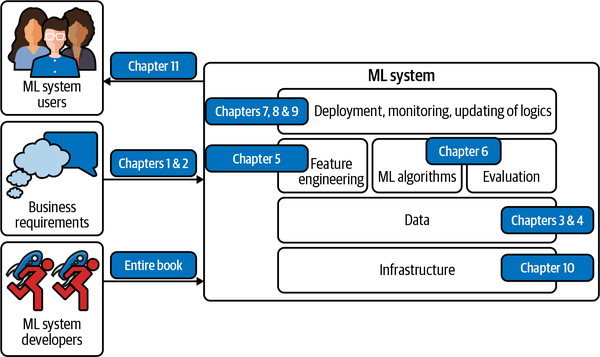 ML system
users
Chapter 11
ML system
Chapters 7, 8 & 9
Deployment, monitoring, updating of logics
Business
requirements
Chapters 1 & 2
Chapter 5
Feature
engineering
Chapter 6
ML algorithms
Evaluation
Data
Chapters 3 & 4
ML system
developers
Entire book
Infrastructure
Chapter 10